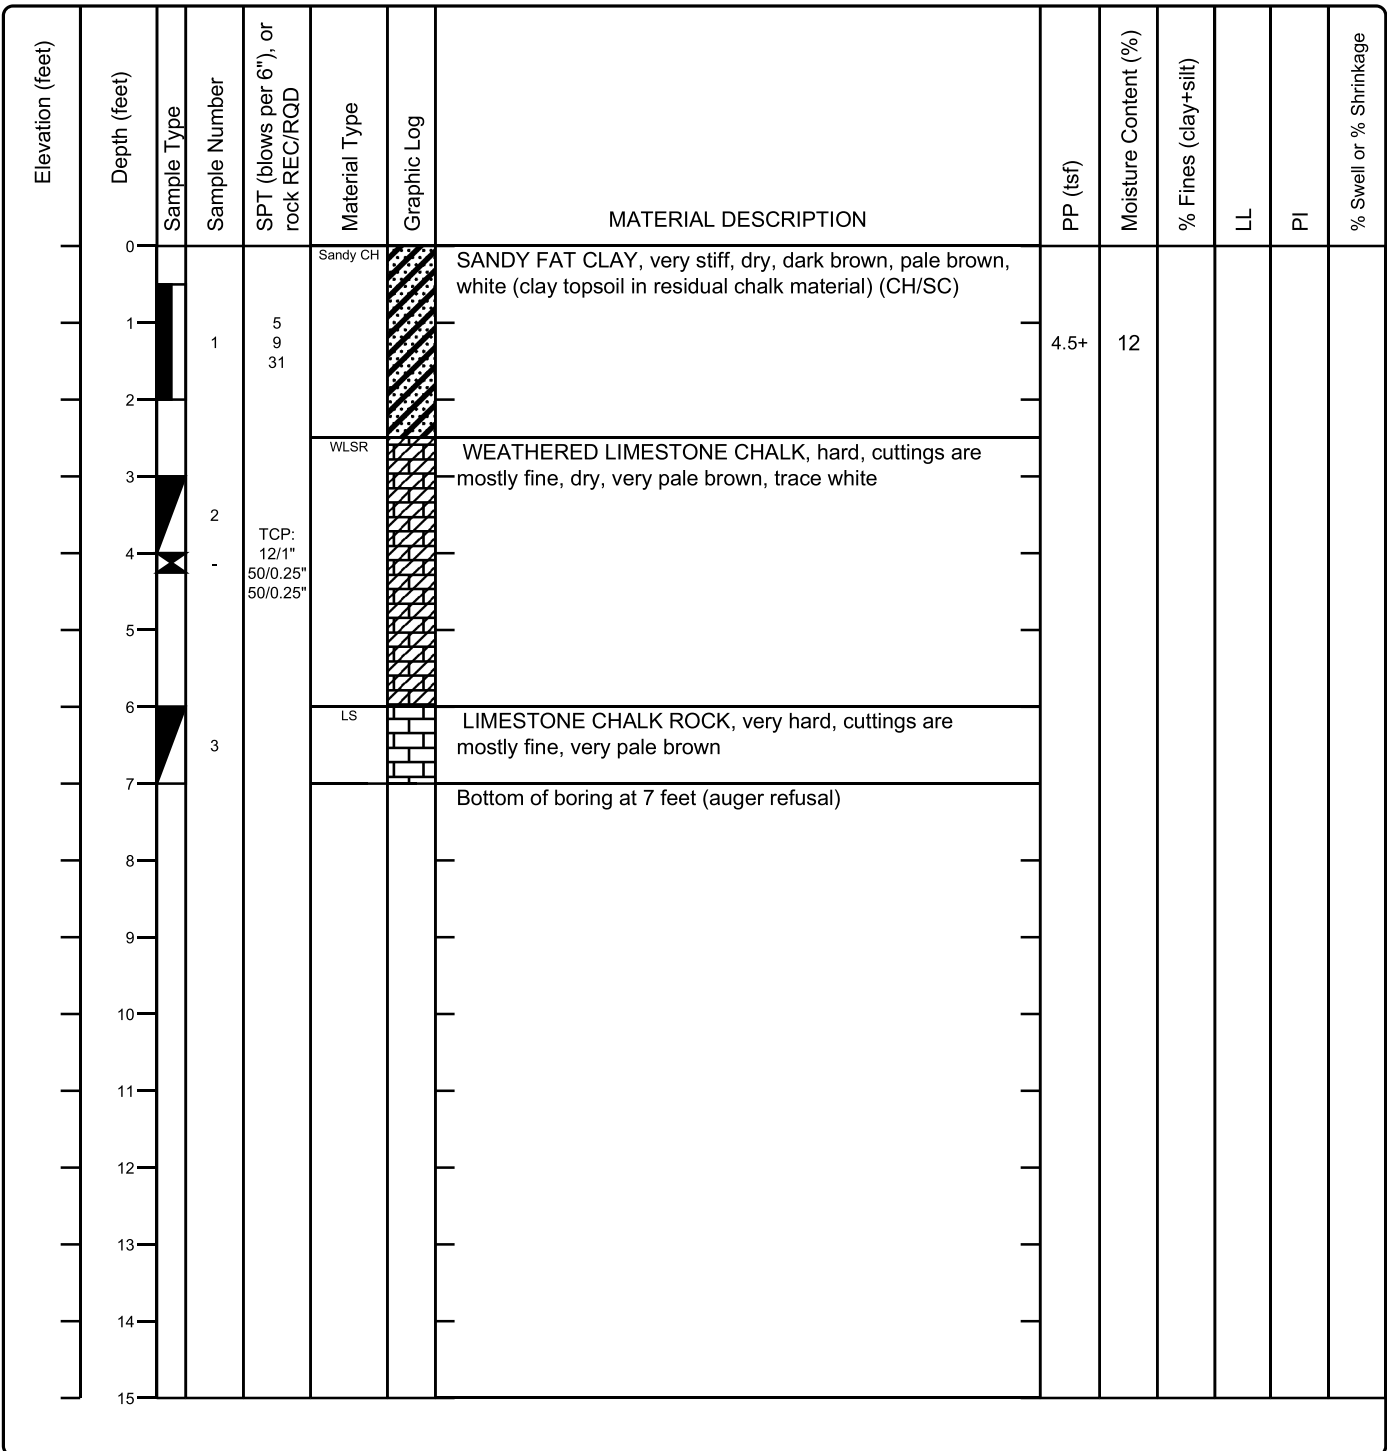 Elevation (feet)
Depth (feet)
Sample Type
Sample Number
SPT (blows per 6"), or
rock REC/RQD
Material Type
Graphic Log
MATERIAL DESCRIPTION
PP (tsf)
Moisture Content (%)
% Fines (clay+silt)
LL
PI
% Swell or % Shrinkage
0
Sandy CH
SANDY FAT CLAY, very stiff, dry, dark brown, pale brown,
white (clay topsoil in residual chalk material) (CH/SC)
1
1
5
9
31
4.5+
12
2
WLSR
WEATHERED LIMESTONE CHALK, hard, cuttings are
mostly fine, dry, very pale brown, trace white
3
2
TCP:
12/1"
50/0.25"
50/0.25"
4
-
5
6
LS
LIMESTONE CHALK ROCK, very hard, cuttings are
mostly fine, very pale brown
3
7
Bottom of boring at 7 feet (auger refusal)
8
9
10
11
12
13
14
15